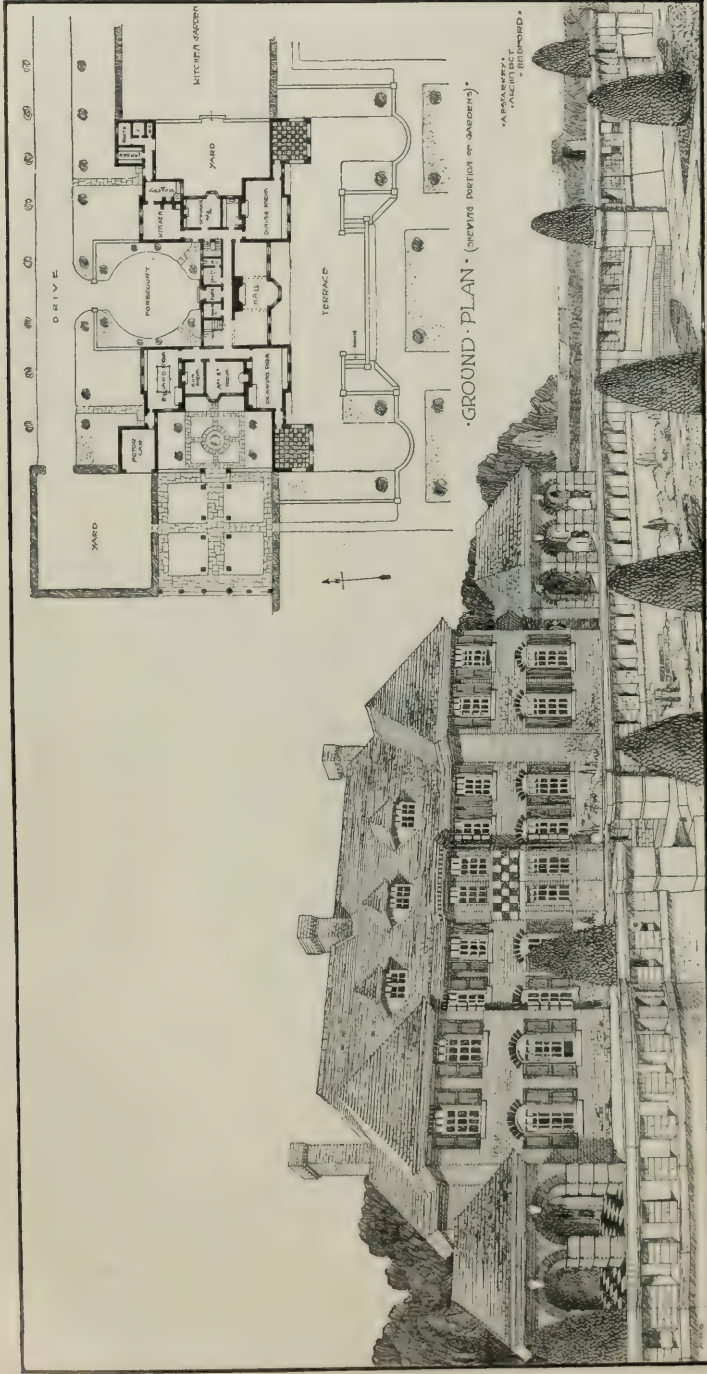 DRIVE
YARD
MOTOR CAR
BILLIARD ROOM
FORECOURT
KITCHEN
YARD
KITCHEN GARDEN
HALL
DRAWING ROOM
DINING ROOM
TERRACE
·GROUND·PLAN· (SHEWING PORTION OF GARDENS)·
ARCHITECT
·BEDFORD·